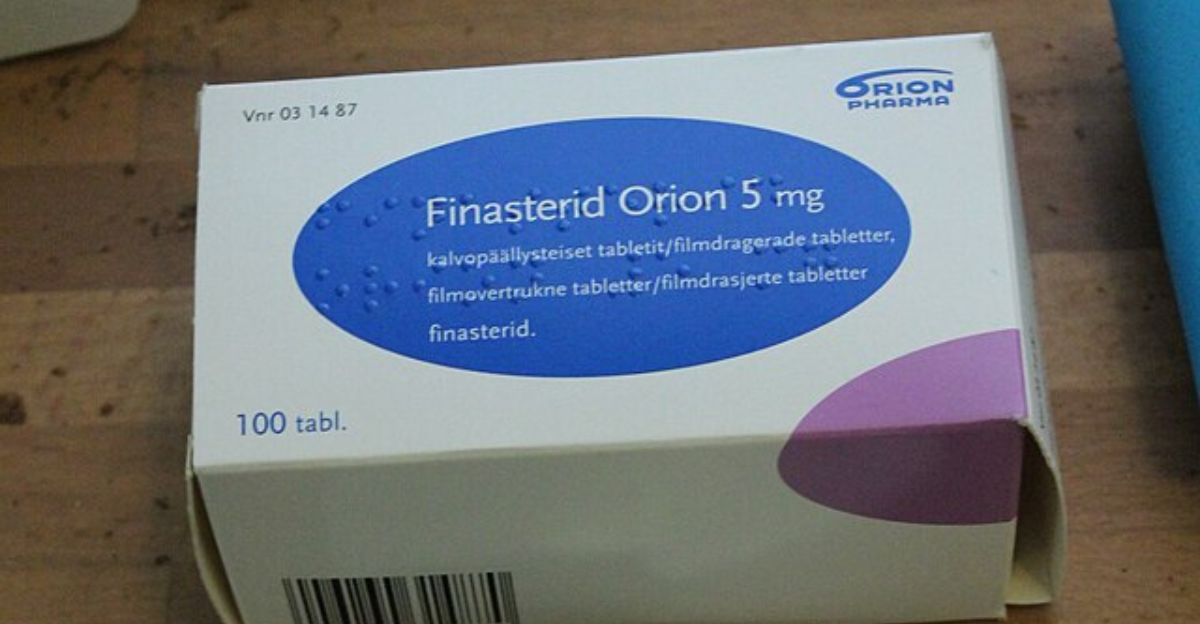 Vnr 03 14 87
ORION
PHARMA
Finasterid Orion 5 mg
kalvopäällysteiset tabletit/filmdragerade tabletter,
filmovertrukne tabletter/filmdrasjerte tabletter
finasterid.
100 tabl.